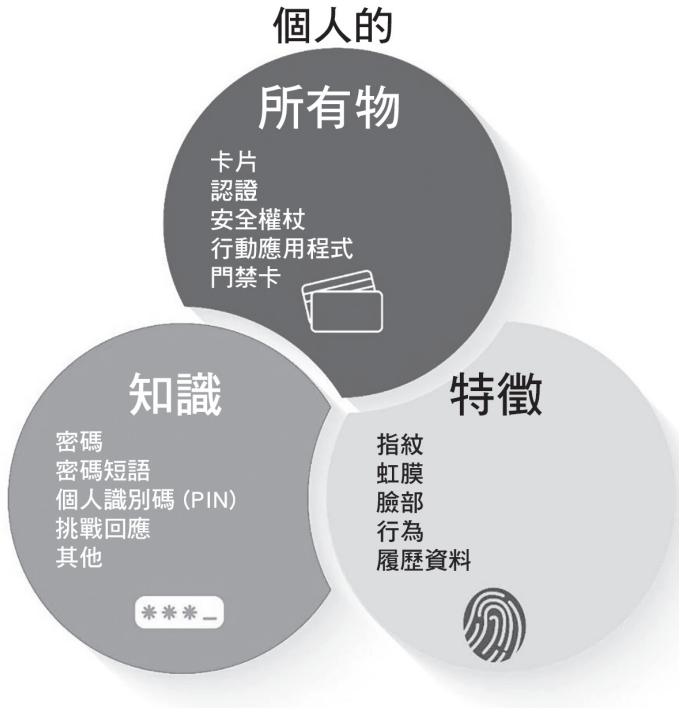 個人的
所有物
卡片
認證
安全權杖
行動應用程式
門禁卡
知識
密碼
密碼短語
個人識別碼 (PIN)
挑戰回應
其他
***_
特徵
指紋
虹膜
臉部
行為
履歷資料